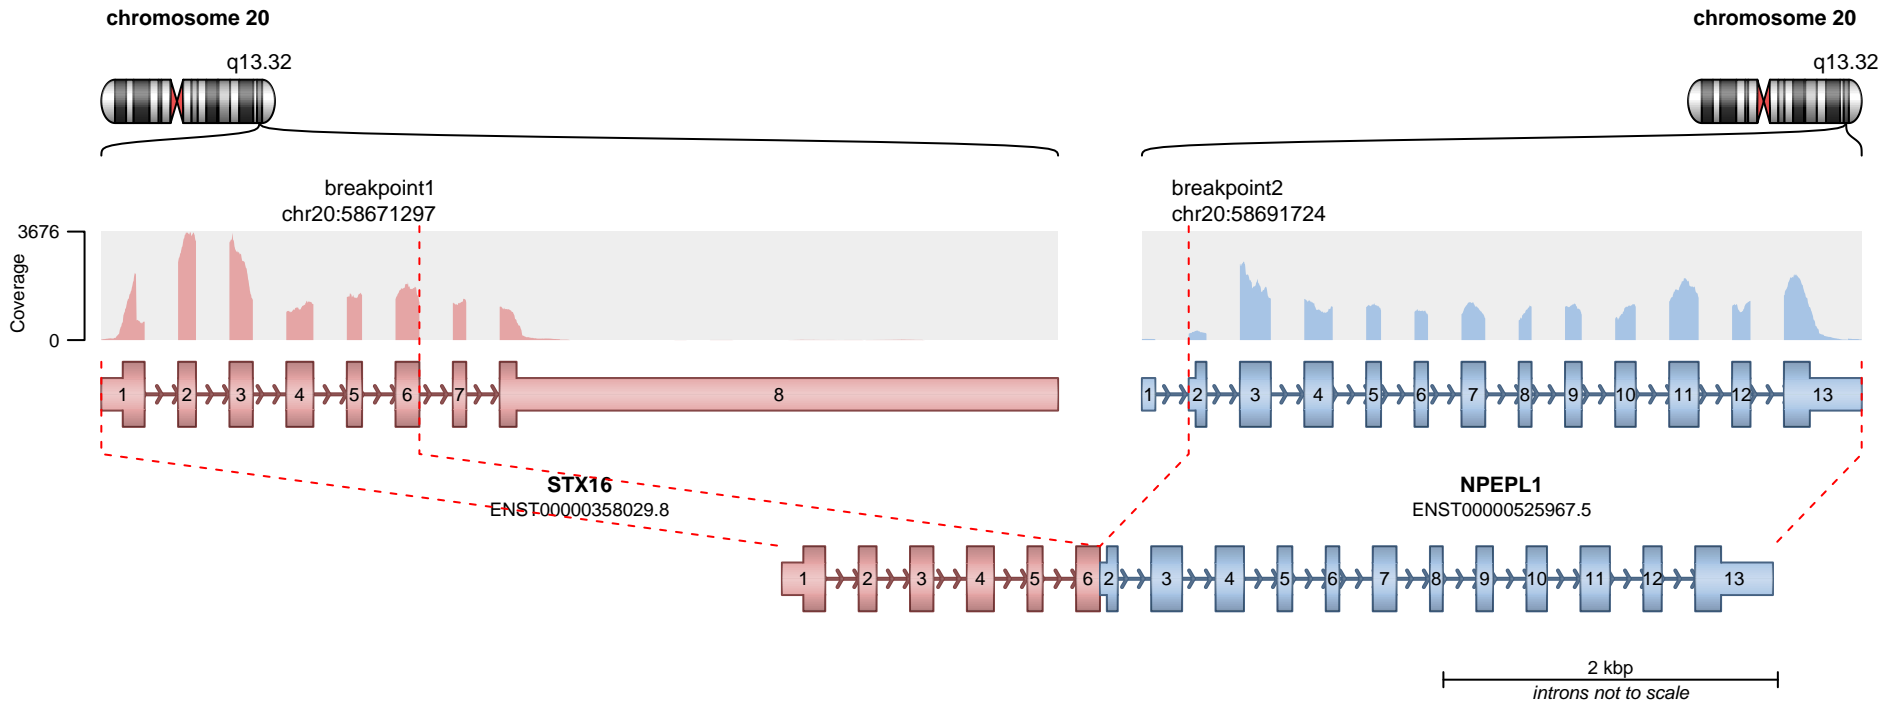 chromosome 20
chromosome 20
q13.32
q13.32
breakpoint1
chr20:58671297
breakpoint2
chr20:58691724
3676
Coverage
0
1 2 3 4 5 6 7 8
1 2 3 4 5 6 7 8 9 10 11 12 13
STX16
ENST00000358029.8
NPEPL1
ENST00000525967.5
1 2 3 4 5 6 2 3 4 5 6 7 8 9 10 11 12 13
2 kbp
introns not to scale